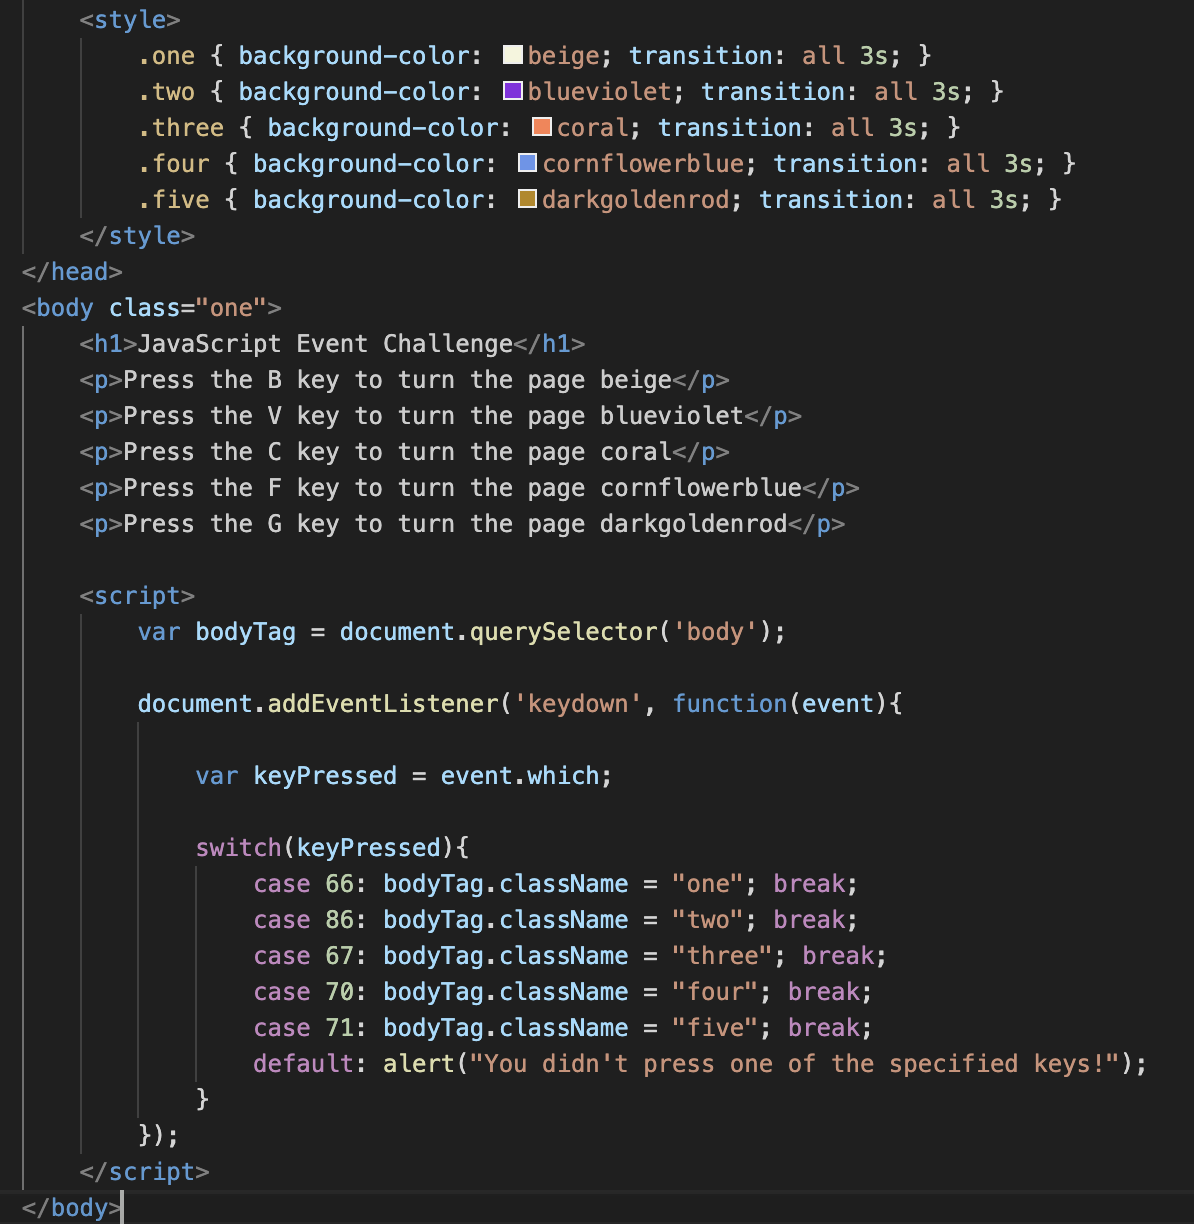 <style>
.one { background-color: beige; transition: all 3s; }
.two { background-color: blueviolet; transition: all 3s; }
.three { background-color: coral; transition: all 3s; }
.four { background-color: cornflowerblue; transition: all 3s; }
.five { background-color: darkgoldenrod; transition: all 3s; }
</style>
</head>
<body class="one">
<h1>JavaScript Event Challenge</h1>
<p>Press the B key to turn the page beige</p>
<p>Press the V key to turn the page blueviolet</p>
<p>Press the C key to turn the page coral</p>
<p>Press the F key to turn the page cornflowerblue</p>
<p>Press the G key to turn the page darkgoldenrod</p>
<script>
var bodyTag = document.querySelector('body');
document.addEventListener('keydown', function(event){
var keyPressed = event.which;
switch(keyPressed){
case 66: bodyTag.className = "one"; break;
case 86: bodyTag.className = "two"; break;
case 67: bodyTag.className = "three"; break;
case 70: bodyTag.className = "four"; break;
case 71: bodyTag.className = "five"; break;
default: alert("You didn't press one of the specified keys!");
}
});
</script>
</body>